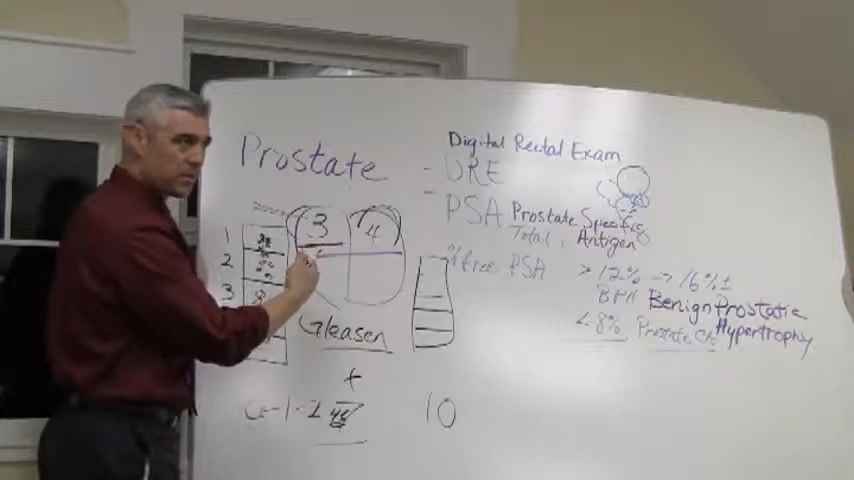 Prostate
Digital Rectal Exam
= DRE
- PSA Prostate Specific
Total, Antigen
% free PSA > 12% → 16% ±
BPH Benign Prostatic
Hypertrophy
< 8% Prostate Ca
1
2
3
3 4
Gleasen
+
10